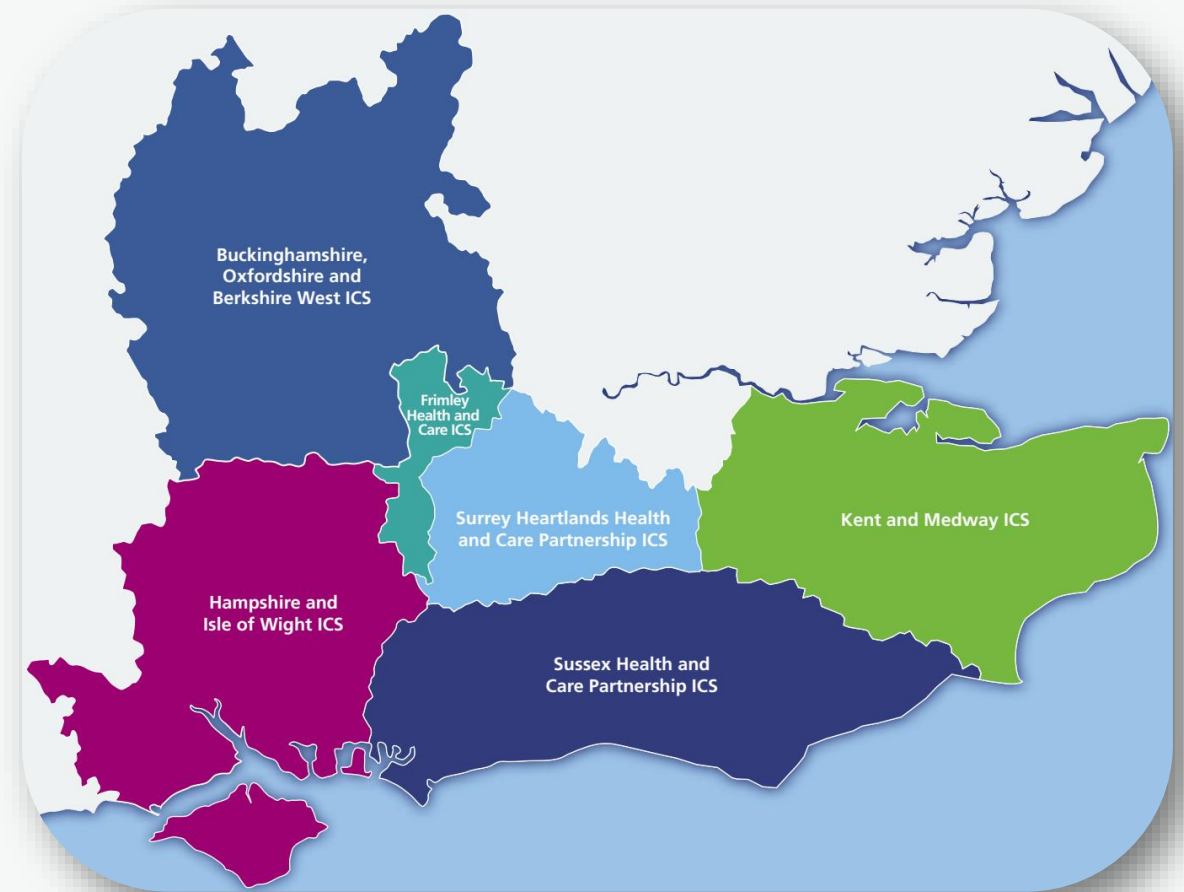 Buckinghamshire,
Oxfordshire and
Berkshire West ICS
Frimley
Health and
Care ICS
Surrey Heartlands Health
and Care Partnership ICS
Kent and Medway ICS
Hampshire and
Isle of Wight ICS
Sussex Health and
Care Partnership ICS